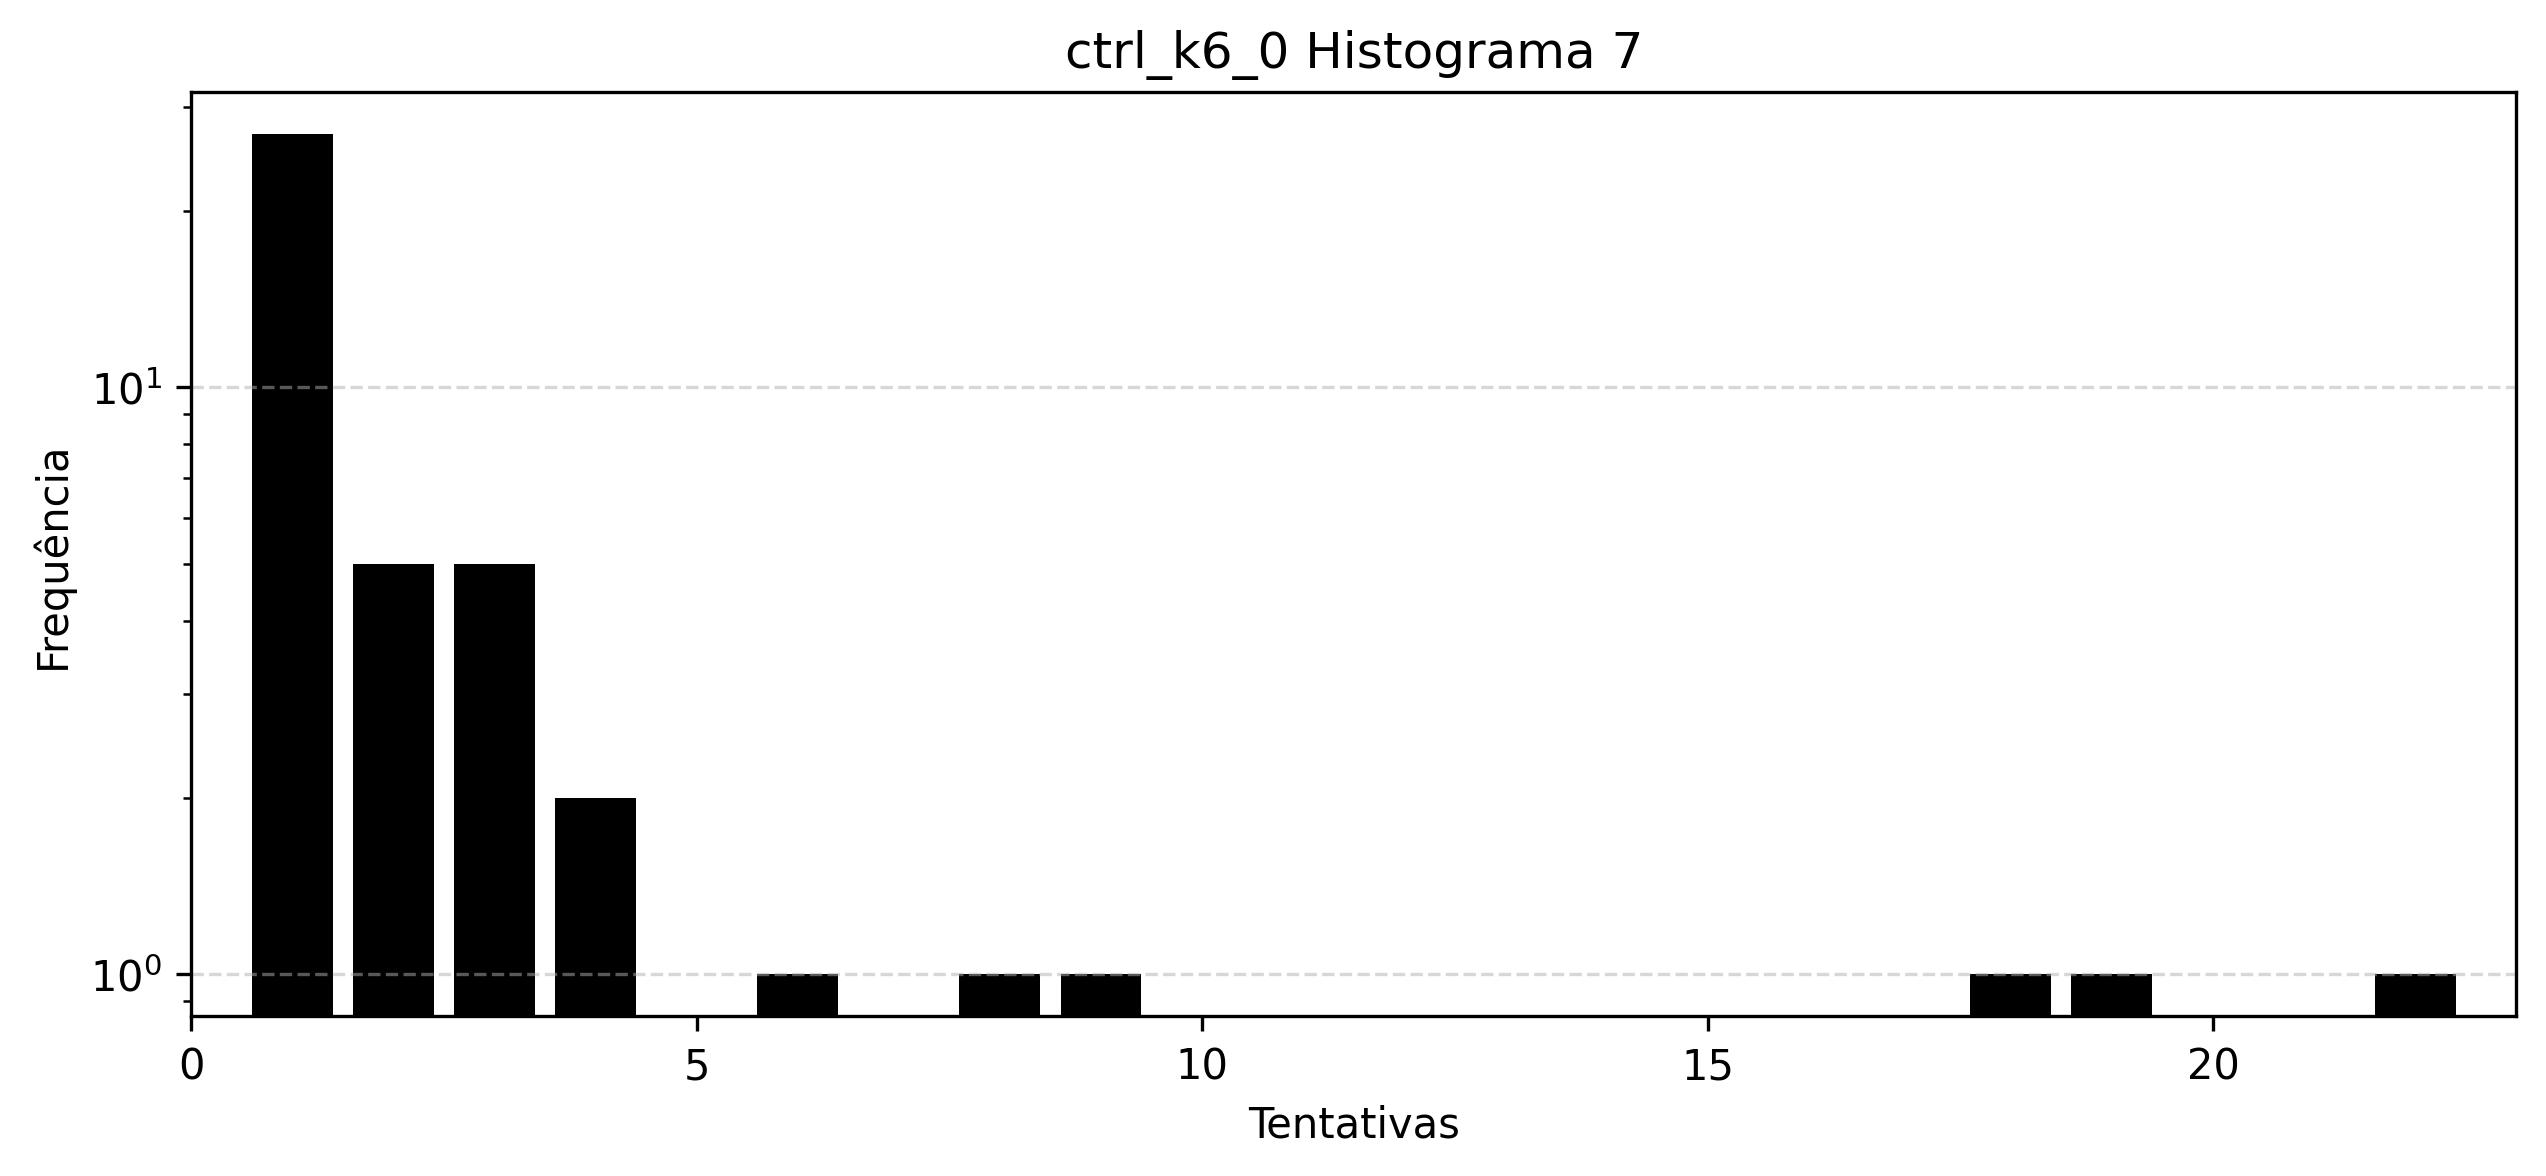 ctrl_k6_0 Histograma 7
Frequência
10¹
10⁰
0 5 10 15 20
Tentativas